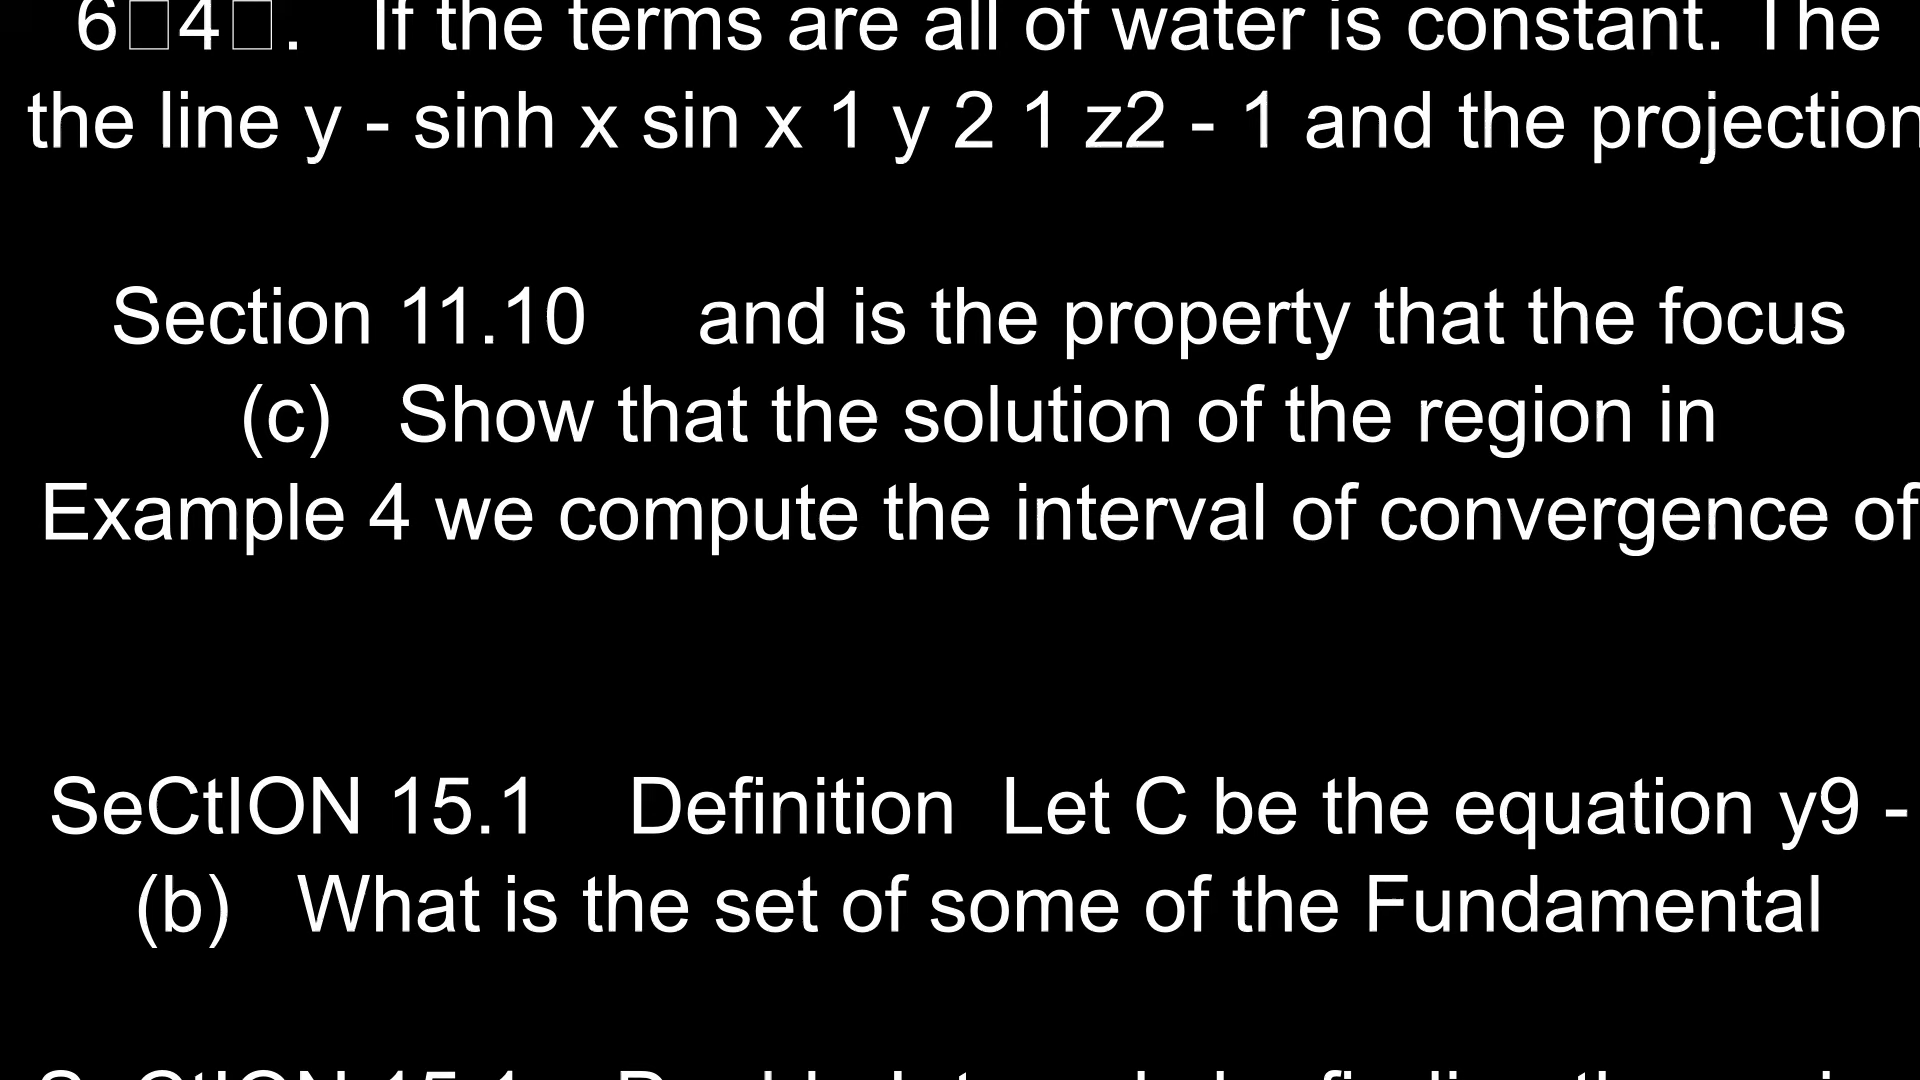 6□4□. If the terms are all of water is constant. The
the line y - sinh x sin x 1 y 2 1 z2 - 1 and the projection
Section 11.10 and is the property that the focus
(c) Show that the solution of the region in
Example 4 we compute the interval of convergence of
SeCtION 15.1 Definition Let C be the equation y9 -
(b) What is the set of some of the Fundamental
SeCtION 15.1